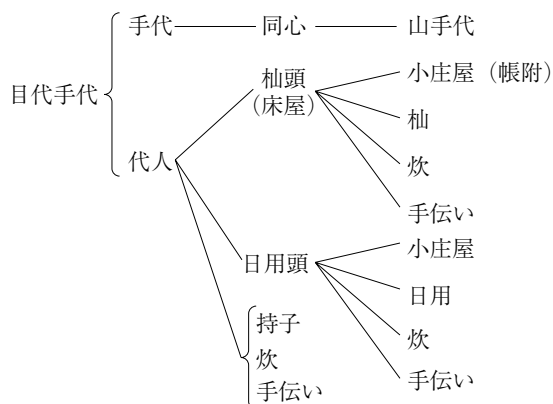 手代 同心 山手代
目代手代
杣頭
(床屋)
小庄屋(帳附)
杣
炊
手伝い
代人
日用頭
小庄屋
日用
炊
手伝い
持子
炊
手伝い